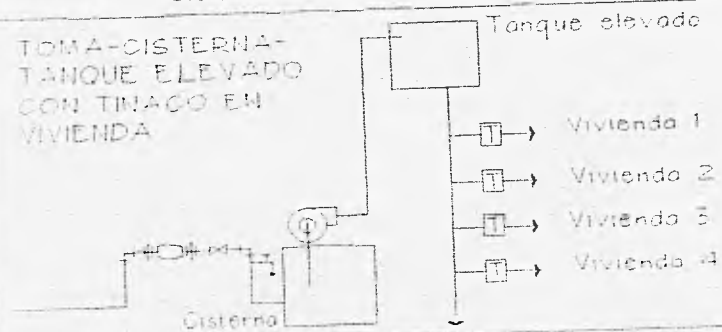 TOMA-CISTERNA-
TANQUE ELEVADO
CON TINACO EN
VIVIENDA
Tanque elevado
T Vivienda 1
T Vivienda 2
T Vivienda 3
T Vivienda 4
Cisterna